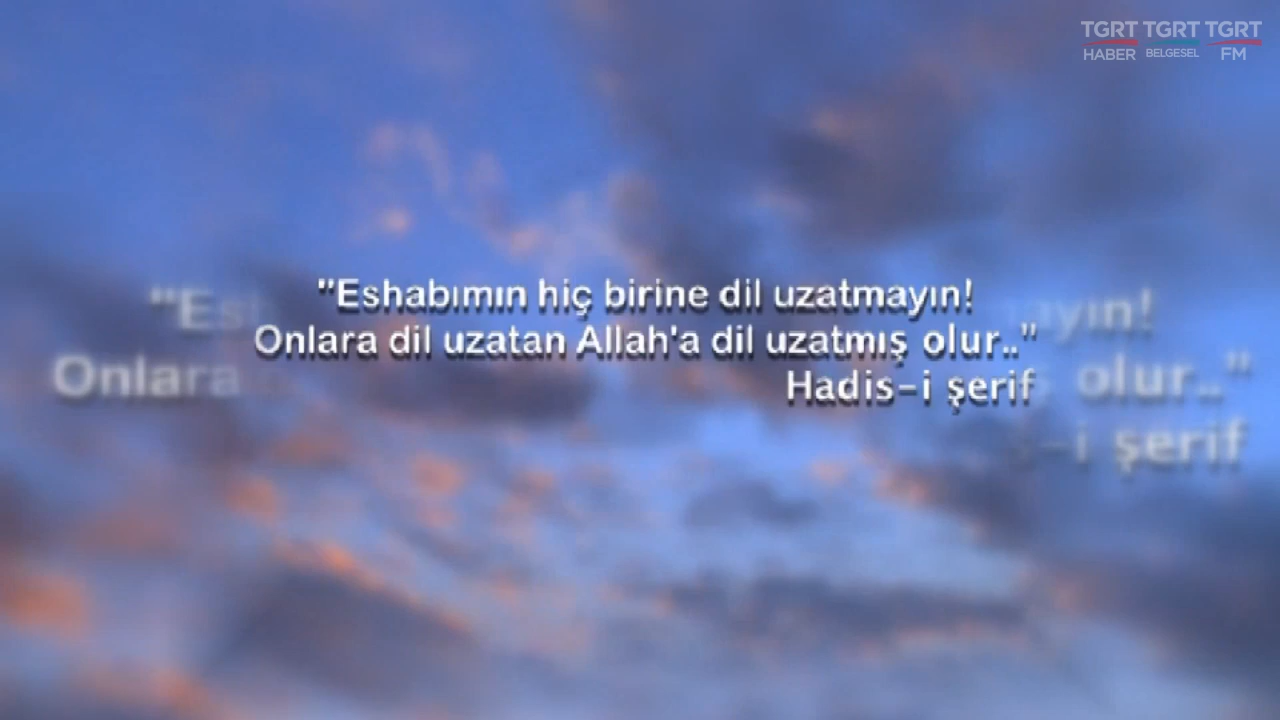 TGRT TGRT TGRT
HABER BELGESEL FM
"Eshabımın hiç birine dil uzatmayın!
Onlara dil uzatan Allah'a dil uzatmış olur.."
Hadis-i şerif